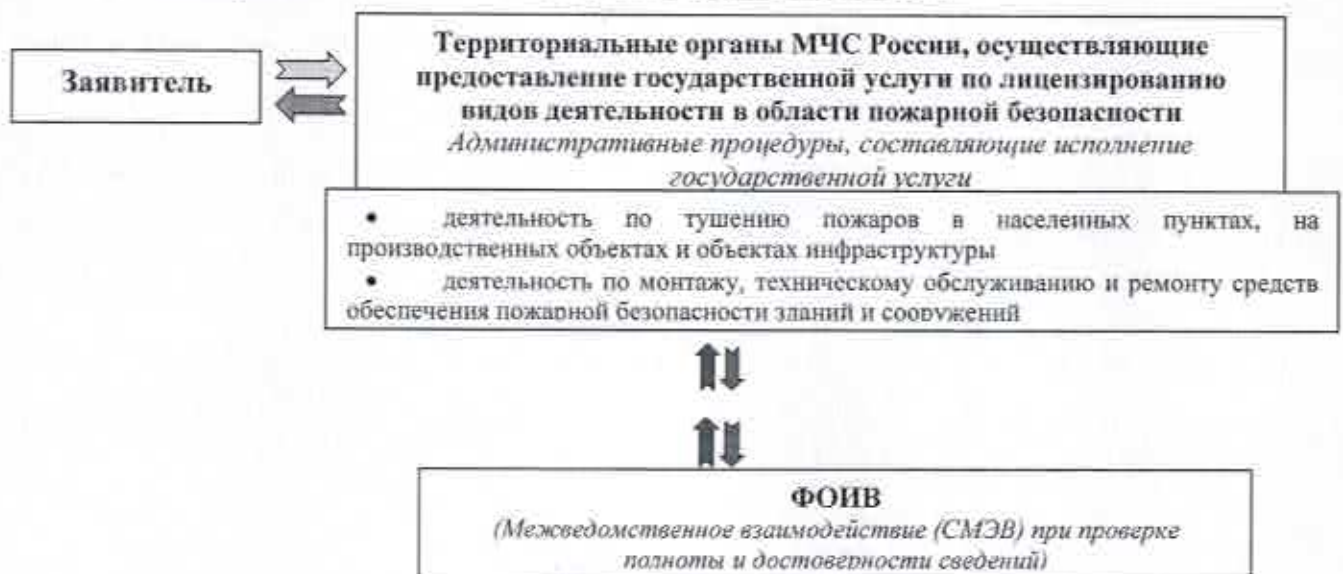 Заявитель
Территориальные органы МЧС России, осуществляющие
предоставление государственной услуги по лицензированию
видов деятельности в области пожарной безопасности
Административные процедуры, составляющие исполнение
государственной услуги
• деятельность по тушению пожаров в населенных пунктах, на
производственных объектах и объектах инфраструктуры
• деятельность по монтажу, техническому обслуживанию и ремонту средств
обеспечения пожарной безопасности зданий и сооружений
ФОИВ
(Межведомственное взаимодействие (СМЭВ) при проверке
полноты и достоверности сведений)